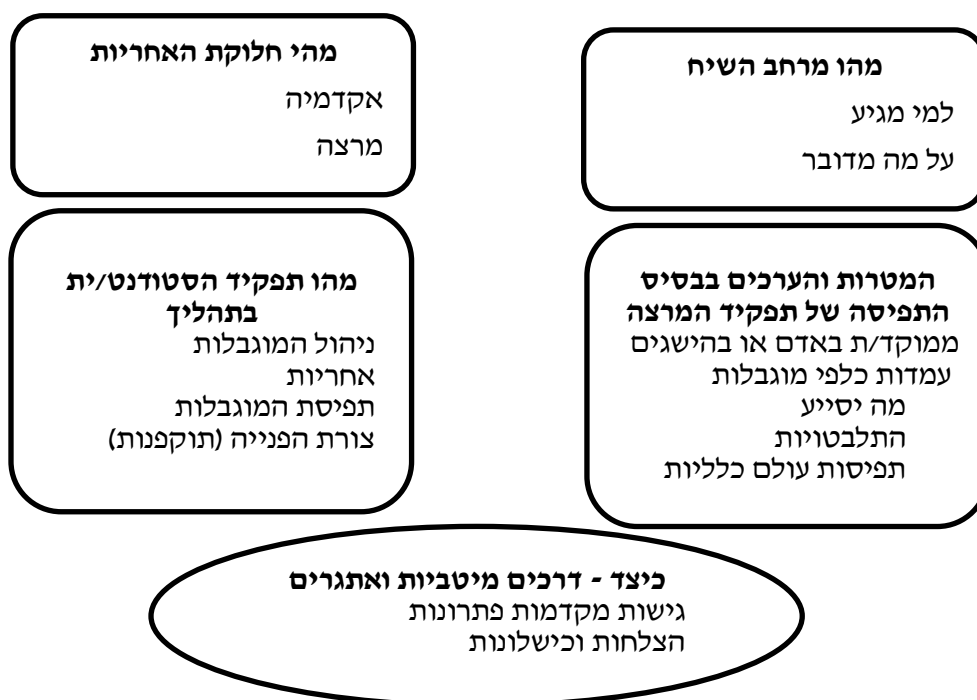 מהו מרחב השיח
למי מגיע
על מה מדובר
מהי חלוקת האחריות
אקדמיה
מרצה
המטרות והערכים בבסיס
התפיסה של תפקיד המרצה
ממוקד/ת באדם או בהישגים
עמדות כלפי מוגבלות
מה יסייע
התלבטויות
תפיסות עולם כלליות
מהו תפקיד הסטודנט/ית
בתהליך
ניהול המוגבלות
אחריות
תפיסת המוגבלות
צורת הפנייה (תוקפנות)
כיצד - דרכים מיטביות ואתגרים
גישות מקדמות פתרונות
הצלחות וכישלונות